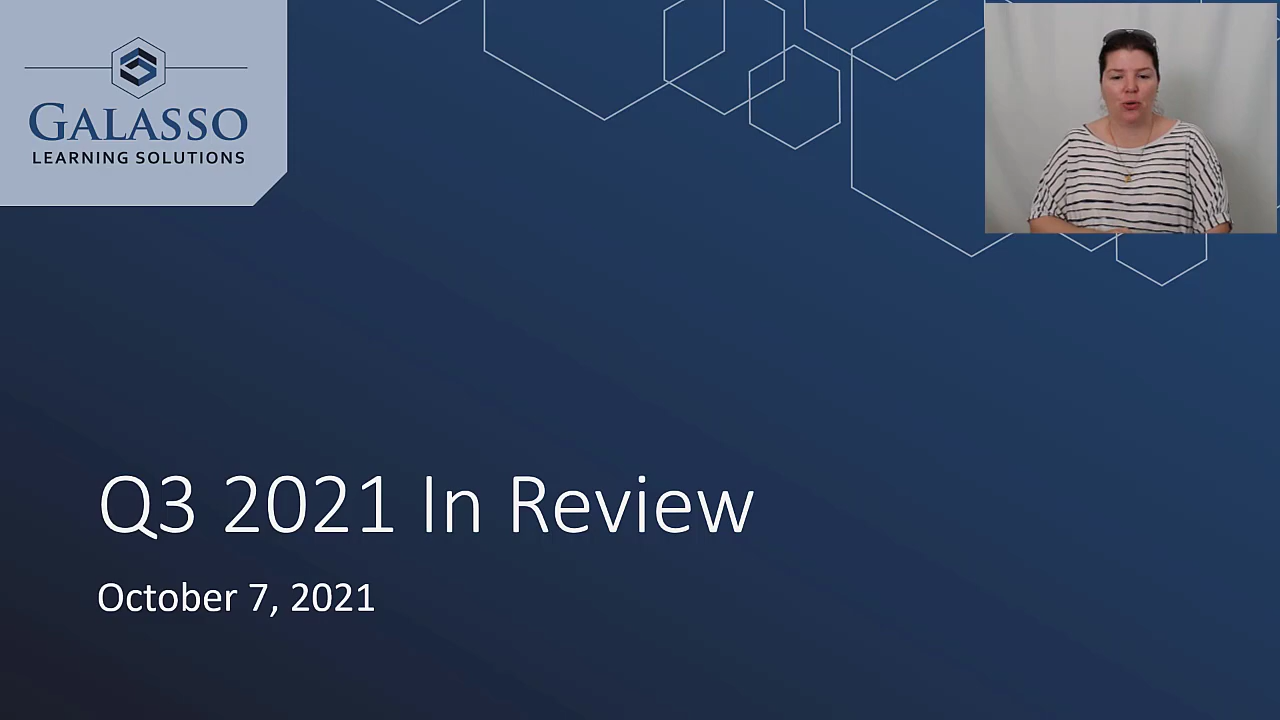 GALASSO
LEARNING SOLUTIONS
Q3 2021 In Review
October 7, 2021